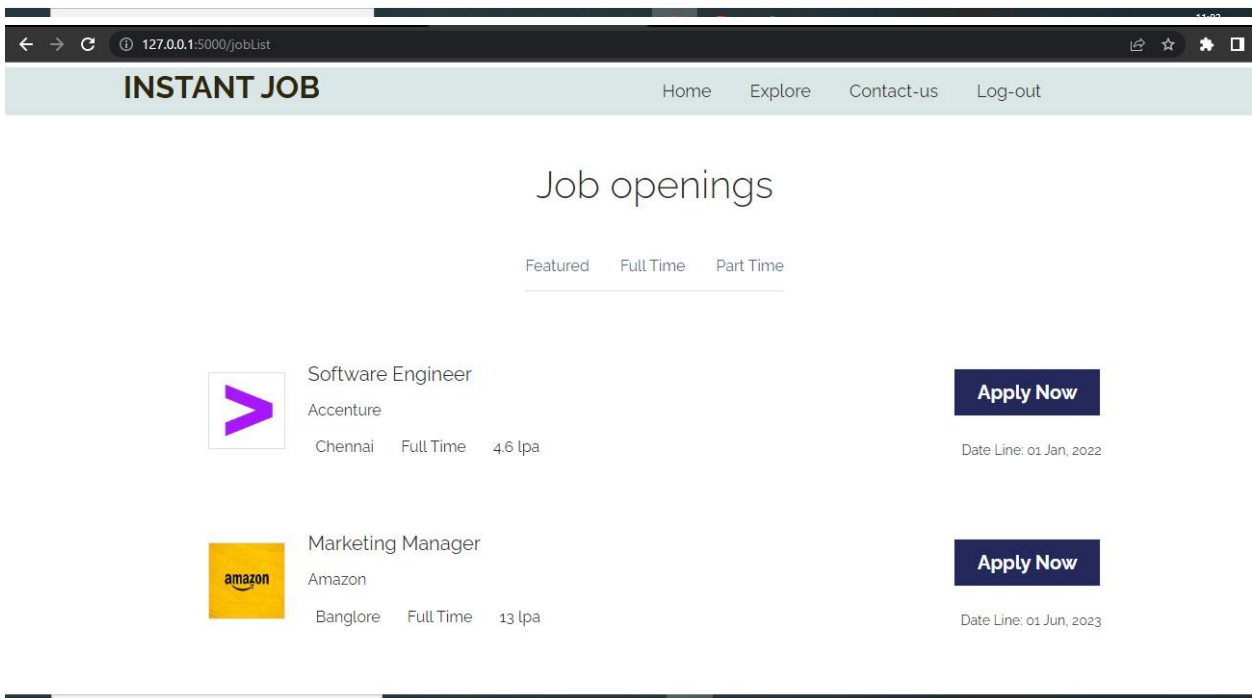 127.0.0.1:5000/jobList
INSTANT JOB Home Explore Contact-us Log-out
Job openings
Featured Full Time Part Time
Software Engineer
Accenture
Chennai Full Time 4.6 lpa
Apply Now
Date Line: 01 Jan, 2022
amazon
Marketing Manager
Amazon
Banglore Full Time 13 lpa
Apply Now
Date Line: 01 Jun, 2023